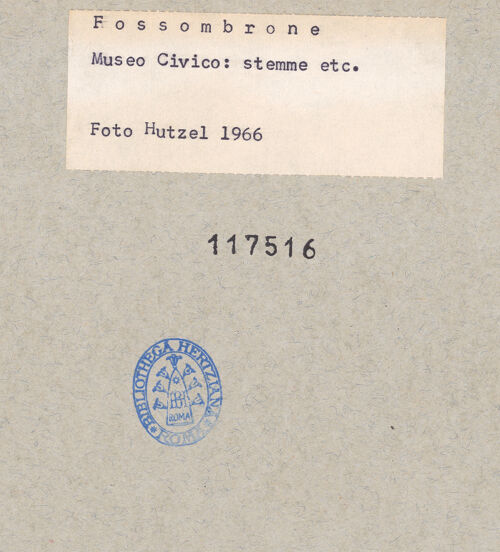 Fossombrone
Museo Civico: stemme etc.
Foto Hutzel 1966
117516
BIBLIOTHECA HERTZIANA
ROMA
* ROMA *